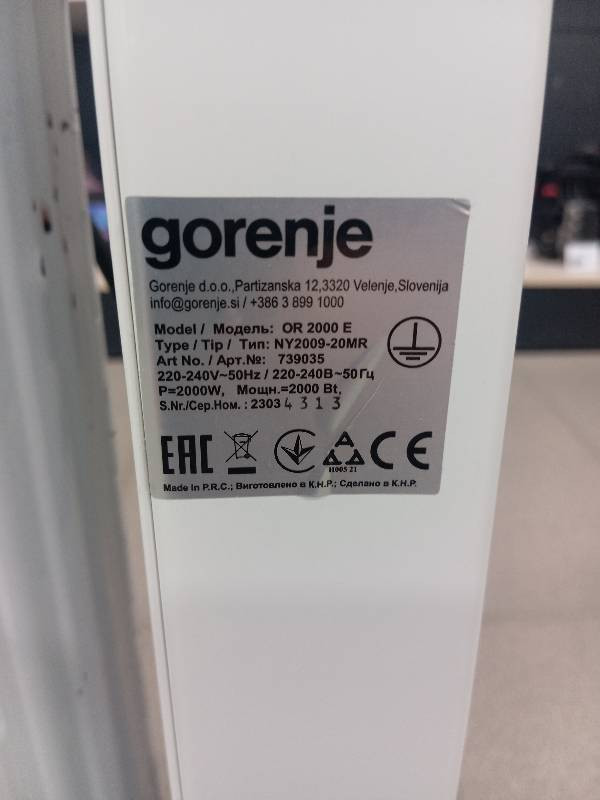 gorenje
Gorenje d.o.o.,Partizanska 12,3320 Velenje,Slovenija
info@gorenje.si / +386 3 899 1000
Model / Модель: OR 2000 E
Type / Tip / Тип: NY2009-20MR
Art No. / Арт.№: 739035
220-240V~50Hz / 220-240В~50Гц
P=2000W, Мощн.=2000 Вt,
S.Nr./Сер.Ном. : 2303 4 3 1 3
EAC CE
И005 21
Made in P.R.C.; Виготовлено в К.Н.Р.; Сделано в К.Н.Р.